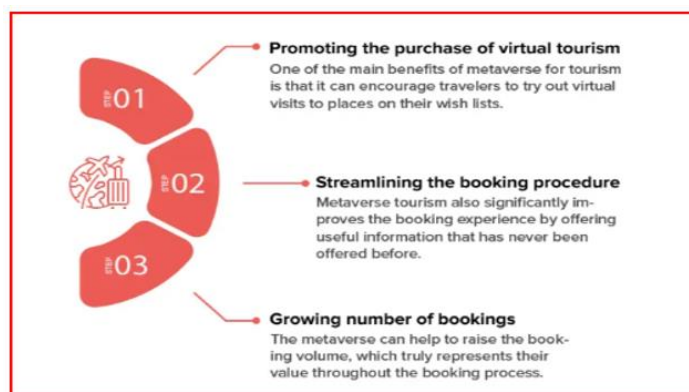 STEP 01
Promoting the purchase of virtual tourism
One of the main benefits of metaverse for tourism
is that it can encourage travelers to try out virtual
visits to places on their wish lists.
STEP 02
Streamlining the booking procedure
Metaverse tourism also significantly im-
proves the booking experience by offering
useful information that has never been
offered before.
STEP 03
Growing number of bookings
The metaverse can help to raise the book-
ing volume, which truly represents their
value throughout the booking process.